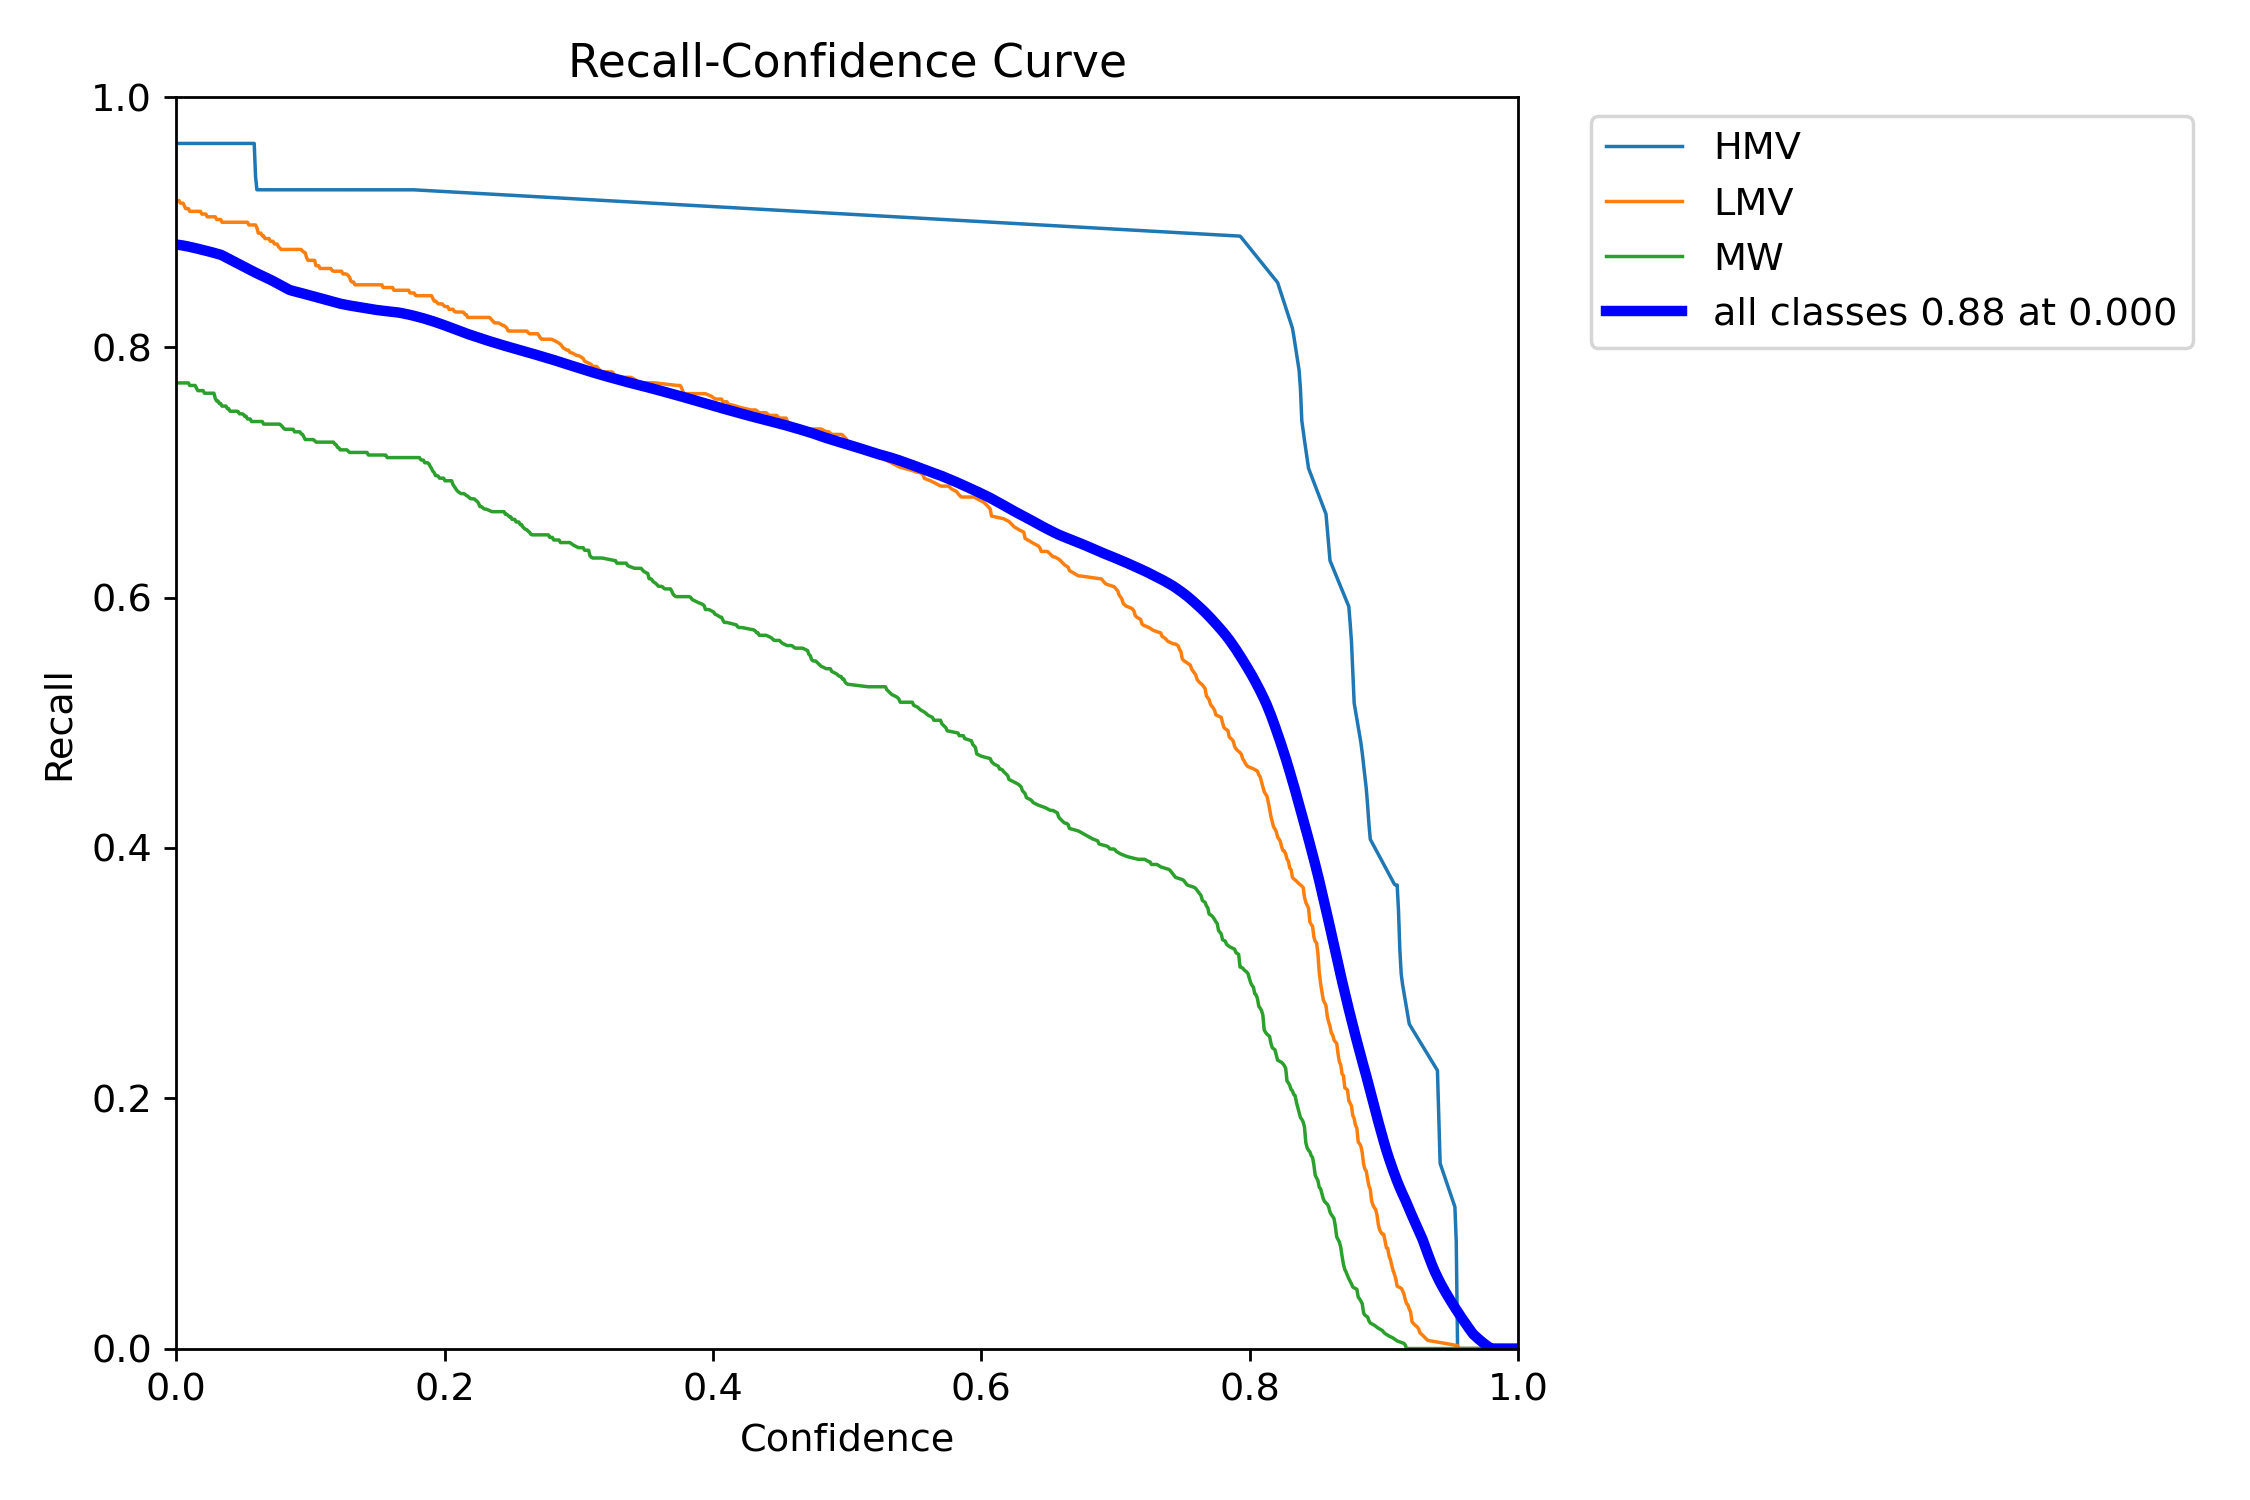 Recall-Confidence Curve
1.0
0.8
0.6
0.4
0.2
0.0
Recall
0.0 0.2 0.4 0.6 0.8 1.0
Confidence
HMV
LMV
MW
all classes 0.88 at 0.000